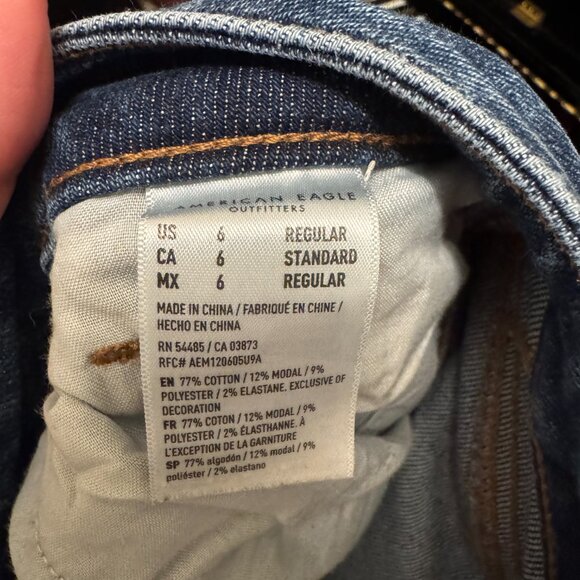 AMERICAN EAGLE
OUTFITTERS
US 6 REGULAR
CA 6 STANDARD
MX 6 REGULAR
MADE IN CHINA / FABRIQUÉ EN CHINE /
HECHO EN CHINA
RN 54485 / CA 03873
RFC# AEM120605U9A
EN 77% COTTON / 12% MODAL / 9%
POLYESTER / 2% ELASTANE, EXCLUSIVE OF
DECORATION
FR 77% COTON / 12% MODAL / 9%
POLYESTER / 2% ÉLASTHANNE, À
L'EXCEPTION DE LA GARNITURE
SP 77% algodón / 12% modal / 9%
poliéster / 2% elastano